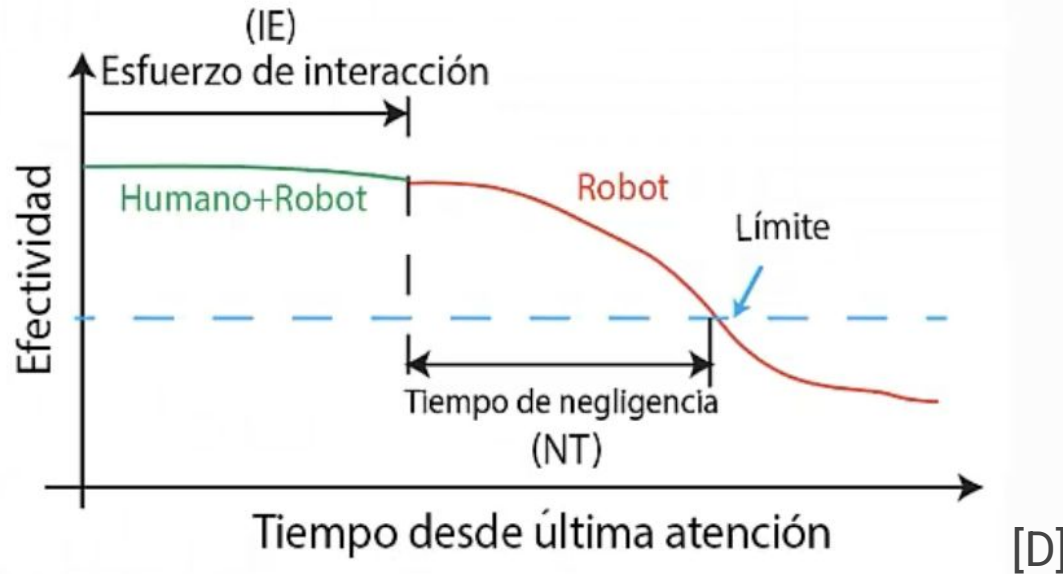 (IE)
Esfuerzo de interacción
Efectividad
Humano+Robot
Robot
Límite
Tiempo de negligencia
(NT)
Tiempo desde última atención
[D]